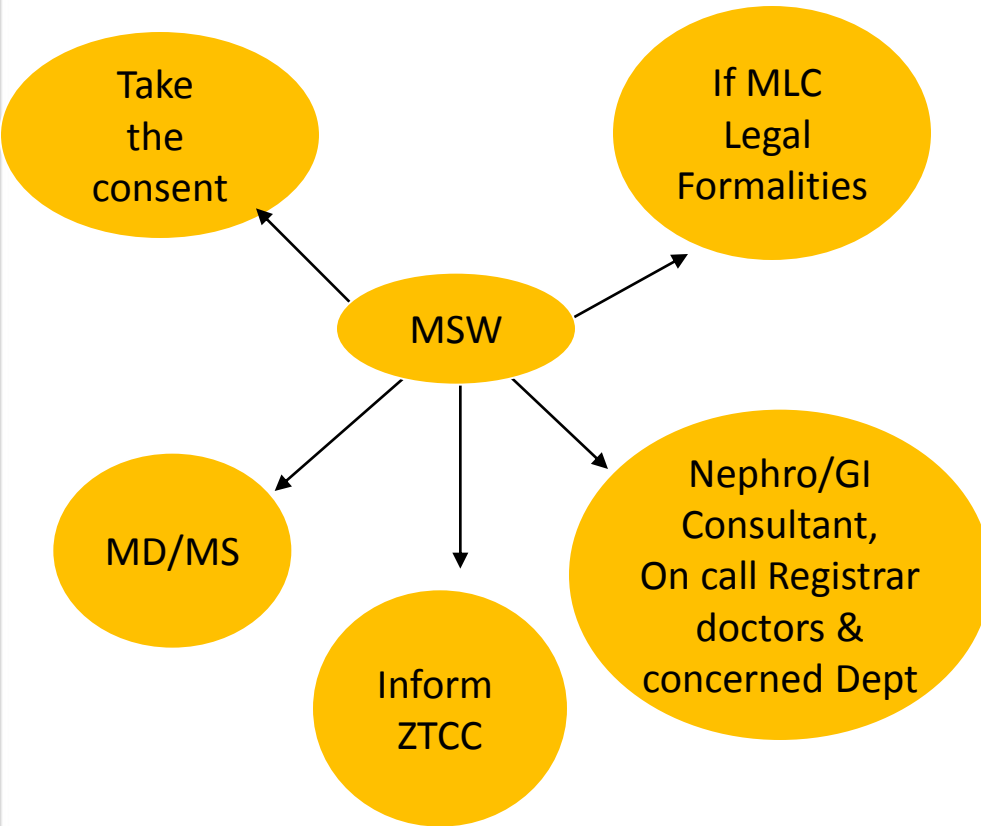 Take
the
consent
If MLC
Legal
Formalities
MSW
MD/MS
Inform
ZTCC
Nephro/GI
Consultant,
On call Registrar
doctors &
concerned Dept